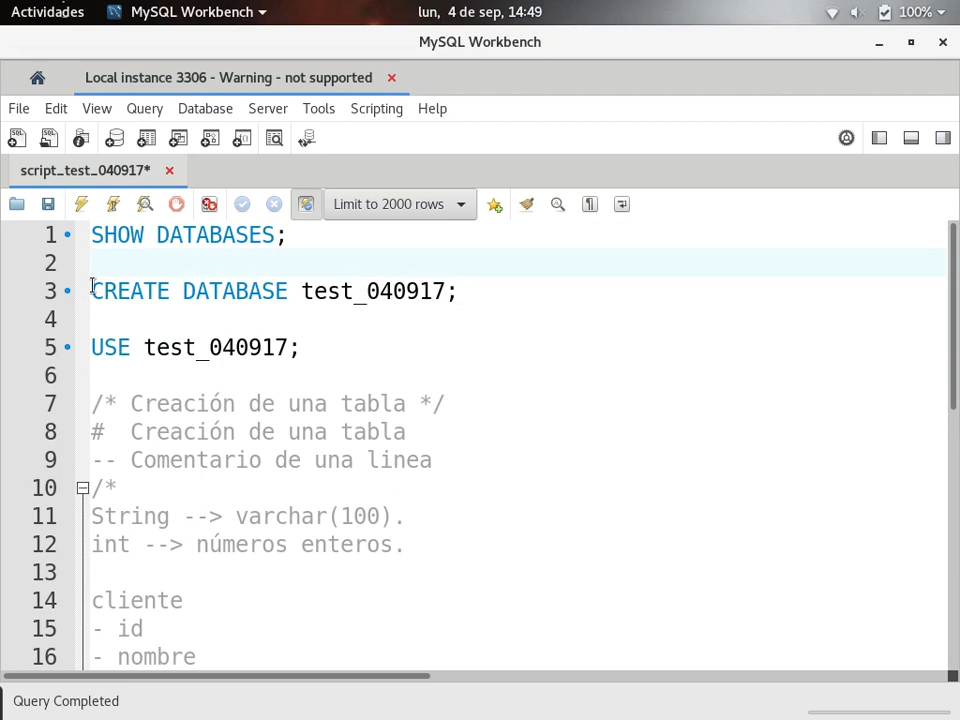 Actividades MySQL Workbench lun, 4 de sep, 14:49 100%
MySQL Workbench
Local instance 3306 - Warning - not supported
File Edit View Query Database Server Tools Scripting Help
script_test_040917*
Limit to 2000 rows
1 SHOW DATABASES;
2
3 CREATE DATABASE test_040917;
4
5 USE test_040917;
6
7 /* Creación de una tabla */
8 #  Creación de una tabla
9 -- Comentario de una linea
10 /*
11 String --> varchar(100).
12 int --> números enteros.
13
14 cliente
15 - id
16 - nombre
Query Completed